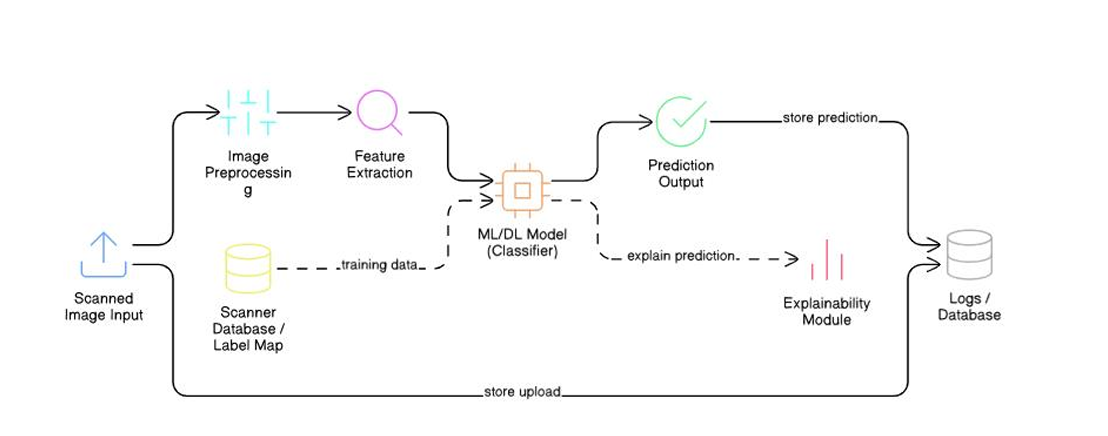 store prediction
Image
Preprocessin
g
Feature
Extraction
Prediction
Output
ML/DL Model
(Classifier)
training data
explain prediction
Scanned
Image Input
Scanner
Database /
Label Map
Explainability
Module
Logs /
Database
store upload